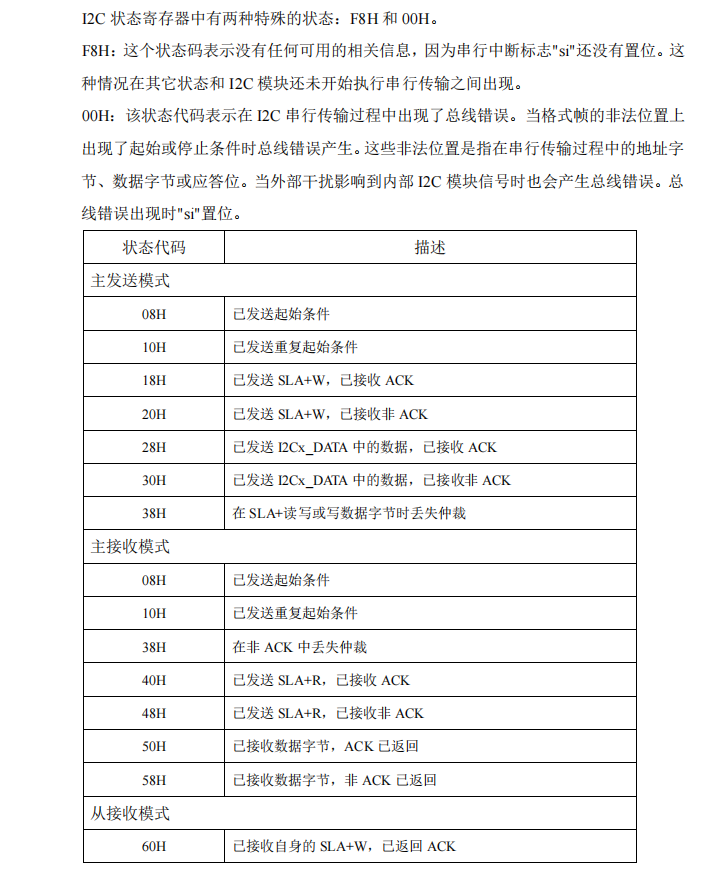 I2C 状态寄存器中有两种特殊的状态：F8H 和 00H。
F8H：这个状态码表示没有任何可用的相关信息，因为串行中断标志"si"还没有置位。这
种情况在其它状态和 I2C 模块还未开始执行串行传输之间出现。
00H：该状态代码表示在 I2C 串行传输过程中出现了总线错误。当格式帧的非法位置上
出现了起始或停止条件时总线错误产生。这些非法位置是指在串行传输过程中的地址字
节、数据字节或应答位。当外部干扰影响到内部 I2C 模块信号时也会产生总线错误。总
线错误出现时"si"置位。
状态代码 描述
主发送模式
08H 已发送起始条件
10H 已发送重复起始条件
18H 已发送 SLA+W，已接收 ACK
20H 已发送 SLA+W，已接收非 ACK
28H 已发送 I2Cx_DATA 中的数据，已接收 ACK
30H 已发送 I2Cx_DATA 中的数据，已接收非 ACK
38H 在 SLA+读写或写数据字节时丢失仲裁
主接收模式
08H 已发送起始条件
10H 已发送重复起始条件
38H 在非 ACK 中丢失仲裁
40H 已发送 SLA+R，已接收 ACK
48H 已发送 SLA+R，已接收非 ACK
50H 已接收数据字节，ACK 已返回
58H 已接收数据字节，非 ACK 已返回
从接收模式
60H 已接收自身的 SLA+W，已返回 ACK